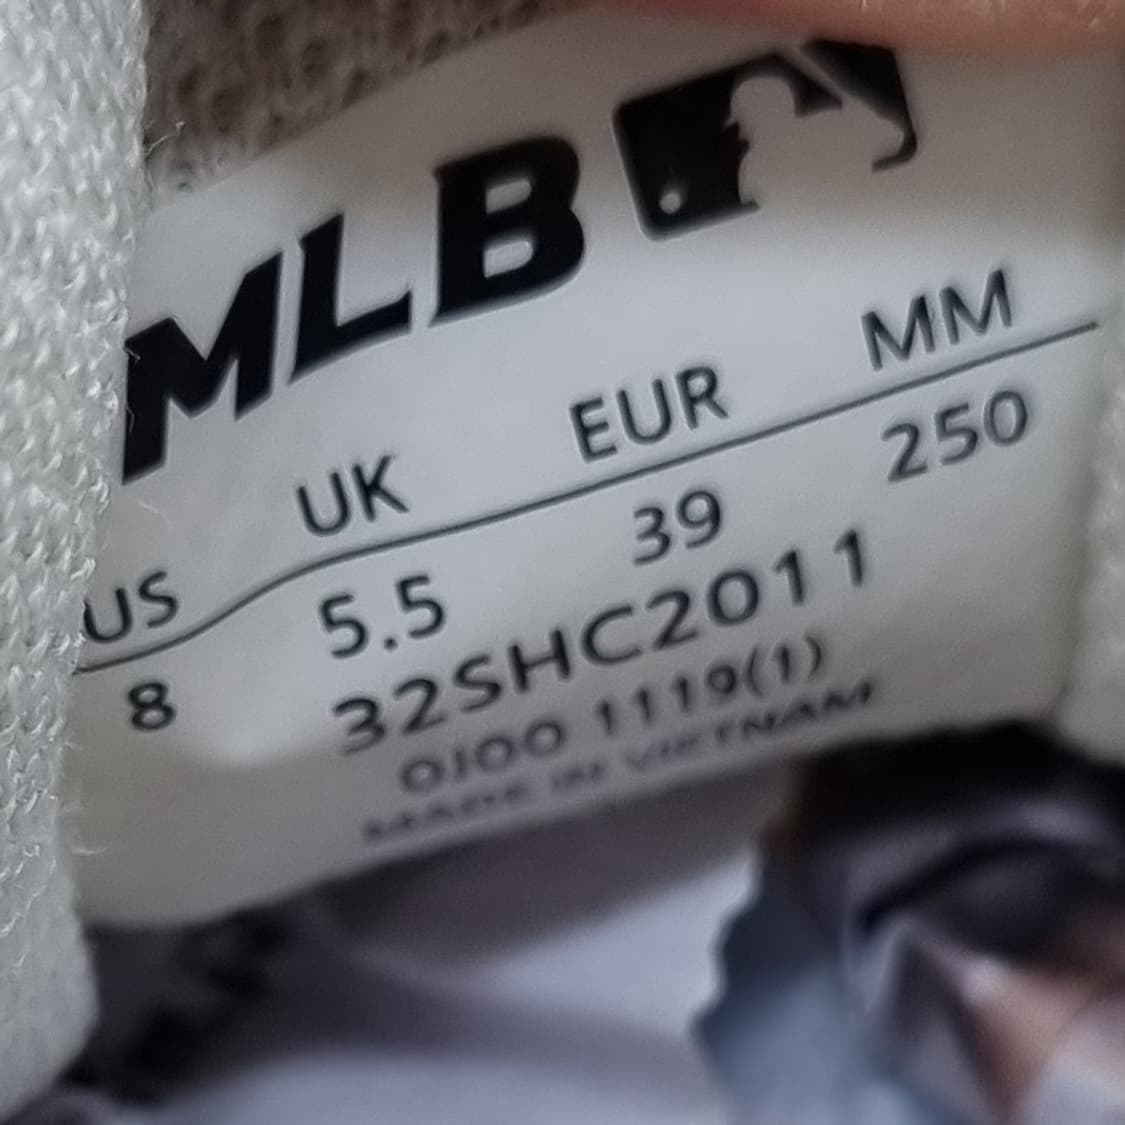 MLB
US UK EUR MM
8 5.5 39 250
32SHC2011
0J00 1119(1)
MADE IN VIETNAM